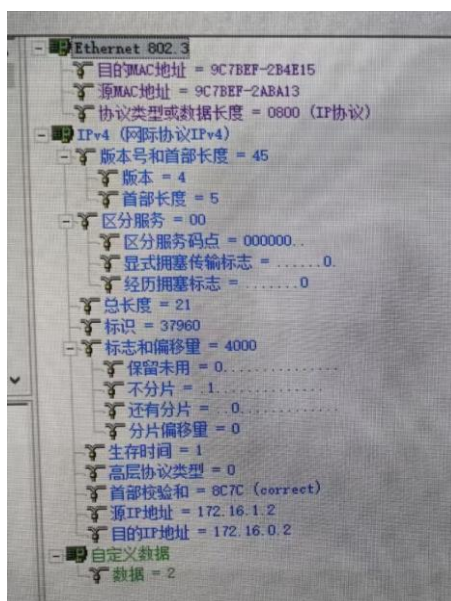 Ethernet 802.3
目的MAC地址 = 9C7BEF-2B4E15
源MAC地址 = 9C7BEF-2ABA13
协议类型或数据长度 = 0800 (IP协议)
IPv4 (网际协议IPv4)
版本号和首部长度 = 45
版本 = 4
首部长度 = 5
区分服务 = 00
区分服务码点 = 000000..
显式拥塞传输标志 = ......0.
经历拥塞标志 = .......0
总长度 = 21
标识 = 37960
标志和偏移量 = 4000
保留未用 = 0...............
不分片 = .1..............
还有分片 = ..0.............
分片偏移量 = 0
生存时间 = 1
高层协议类型 = 0
首部校验和 = 8C7C (correct)
源IP地址 = 172.16.1.2
目的IP地址 = 172.16.0.2
自定义数据
数据 = 2